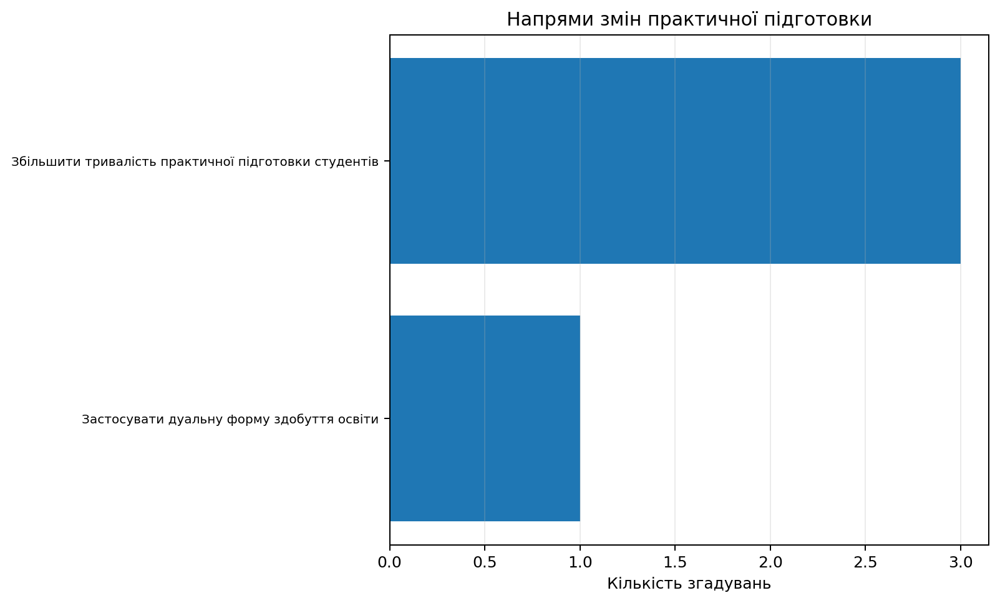 Напрями змін практичної підготовки
Збільшити тривалість практичної підготовки студентів
Застосувати дуальну форму здобуття освіти
0.0 0.5 1.0 1.5 2.0 2.5 3.0
Кількість згадувань